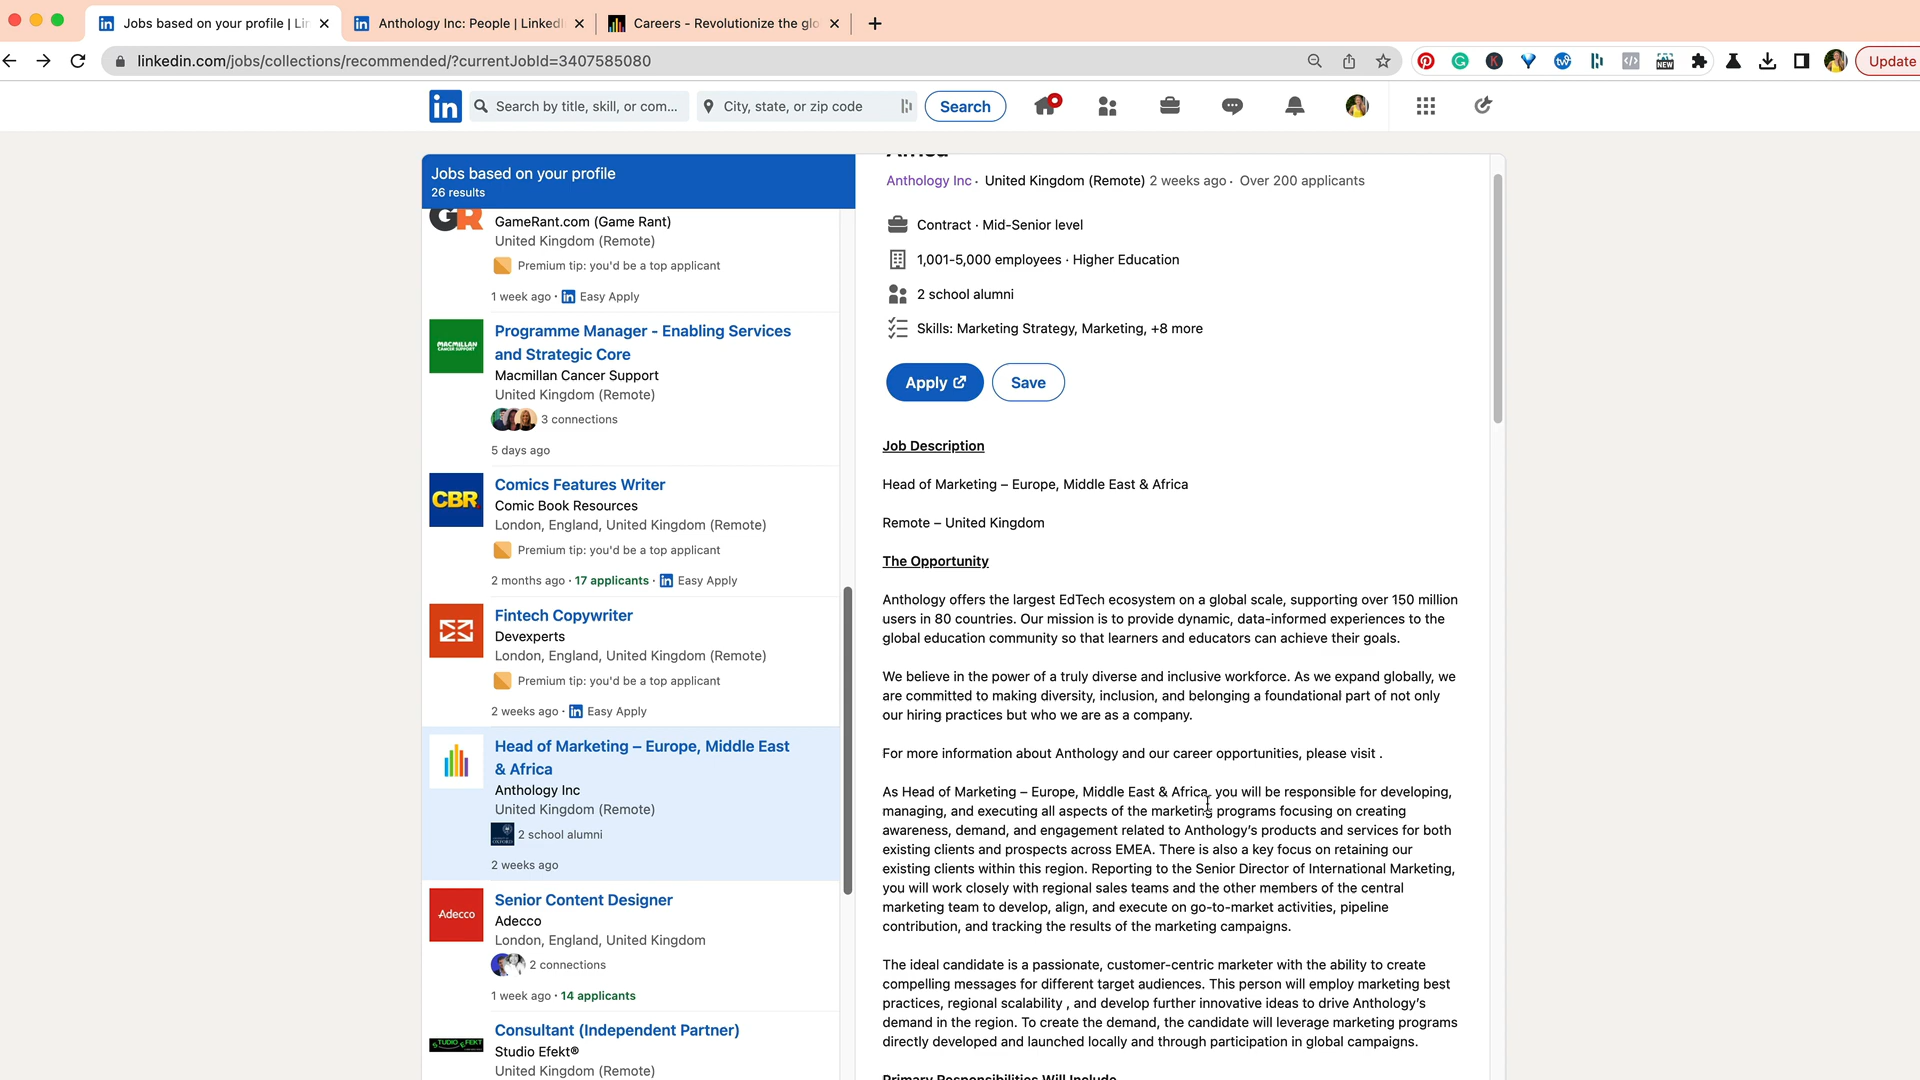 Jobs based on your profile | Lin
Anthology Inc: People | LinkedI
Careers - Revolutionize the glo
linkedin.com/jobs/collections/recommended/?currentJobId=3407585080
Update
Search by title, skill, or com...
City, state, or zip code
Search
Jobs based on your profile
26 results
GR
GameRant.com (Game Rant)
United Kingdom (Remote)
Premium tip: you'd be a top applicant
1 week ago · Easy Apply
MACMILLAN
CANCER SUPPORT
Programme Manager - Enabling Services
and Strategic Core
Macmillan Cancer Support
United Kingdom (Remote)
3 connections
5 days ago
CBR
Comics Features Writer
Comic Book Resources
London, England, United Kingdom (Remote)
Premium tip: you'd be a top applicant
2 months ago · 17 applicants · Easy Apply
Fintech Copywriter
Devexperts
London, England, United Kingdom (Remote)
Premium tip: you'd be a top applicant
2 weeks ago · Easy Apply
Head of Marketing – Europe, Middle East
& Africa
Anthology Inc
United Kingdom (Remote)
2 school alumni
2 weeks ago
Adecco
Senior Content Designer
Adecco
London, England, United Kingdom
2 connections
1 week ago · 14 applicants
STUDIO EFEKT
Consultant (Independent Partner)
Studio Efekt®
United Kingdom (Remote)
Africa
Anthology Inc · United Kingdom (Remote) 2 weeks ago · Over 200 applicants
Contract · Mid-Senior level
1,001-5,000 employees · Higher Education
2 school alumni
Skills: Marketing Strategy, Marketing, +8 more
Apply
Save
Job Description
Head of Marketing – Europe, Middle East & Africa
Remote – United Kingdom
The Opportunity
Anthology offers the largest EdTech ecosystem on a global scale, supporting over 150 million
users in 80 countries. Our mission is to provide dynamic, data-informed experiences to the
global education community so that learners and educators can achieve their goals.
We believe in the power of a truly diverse and inclusive workforce. As we expand globally, we
are committed to making diversity, inclusion, and belonging a foundational part of not only
our hiring practices but who we are as a company.
For more information about Anthology and our career opportunities, please visit .
As Head of Marketing – Europe, Middle East & Africa, you will be responsible for developing,
managing, and executing all aspects of the marketing programs focusing on creating
awareness, demand, and engagement related to Anthology's products and services for both
existing clients and prospects across EMEA. There is also a key focus on retaining our
existing clients within this region. Reporting to the Senior Director of International Marketing,
you will work closely with regional sales teams and the other members of the central
marketing team to develop, align, and execute on go-to-market activities, pipeline
contribution, and tracking the results of the marketing campaigns.
The ideal candidate is a passionate, customer-centric marketer with the ability to create
compelling messages for different target audiences. This person will employ marketing best
practices, regional scalability , and develop further innovative ideas to drive Anthology's
demand in the region. To create the demand, the candidate will leverage marketing programs
directly developed and launched locally and through participation in global campaigns.
Primary Responsibilities Will Include